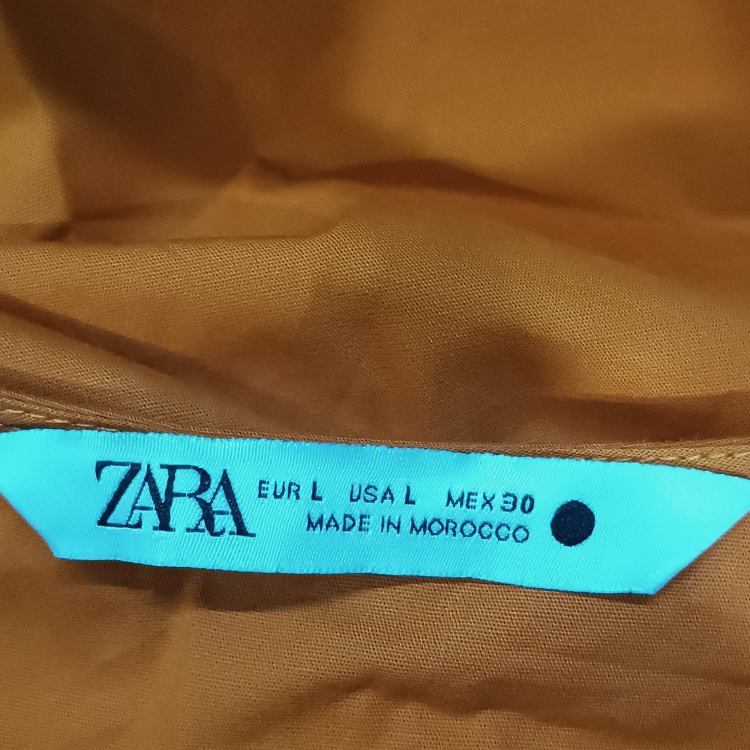 ZARA EUR L USA L MEX 30
MADE IN MOROCCO